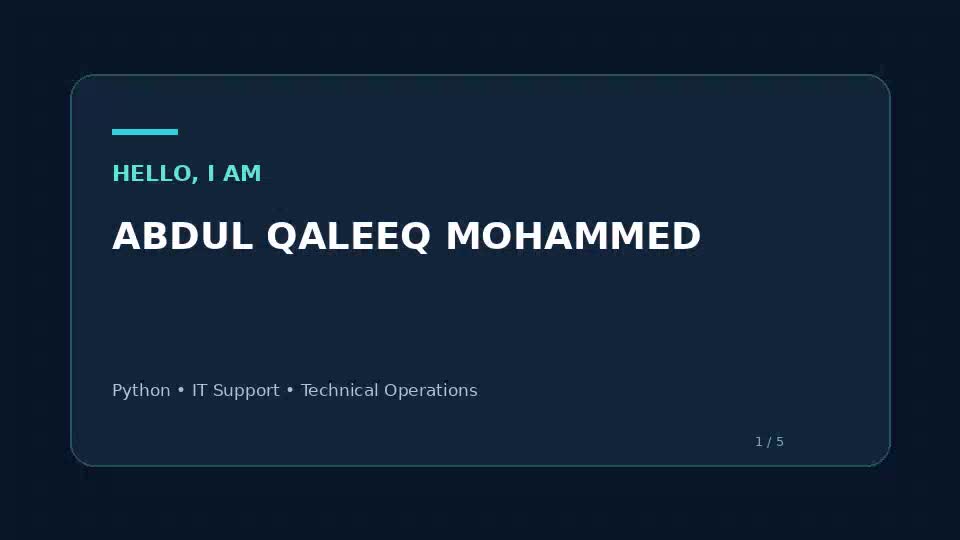 HELLO, I AM
ABDUL QALEEQ MOHAMMED
Python • IT Support • Technical Operations
1 / 5